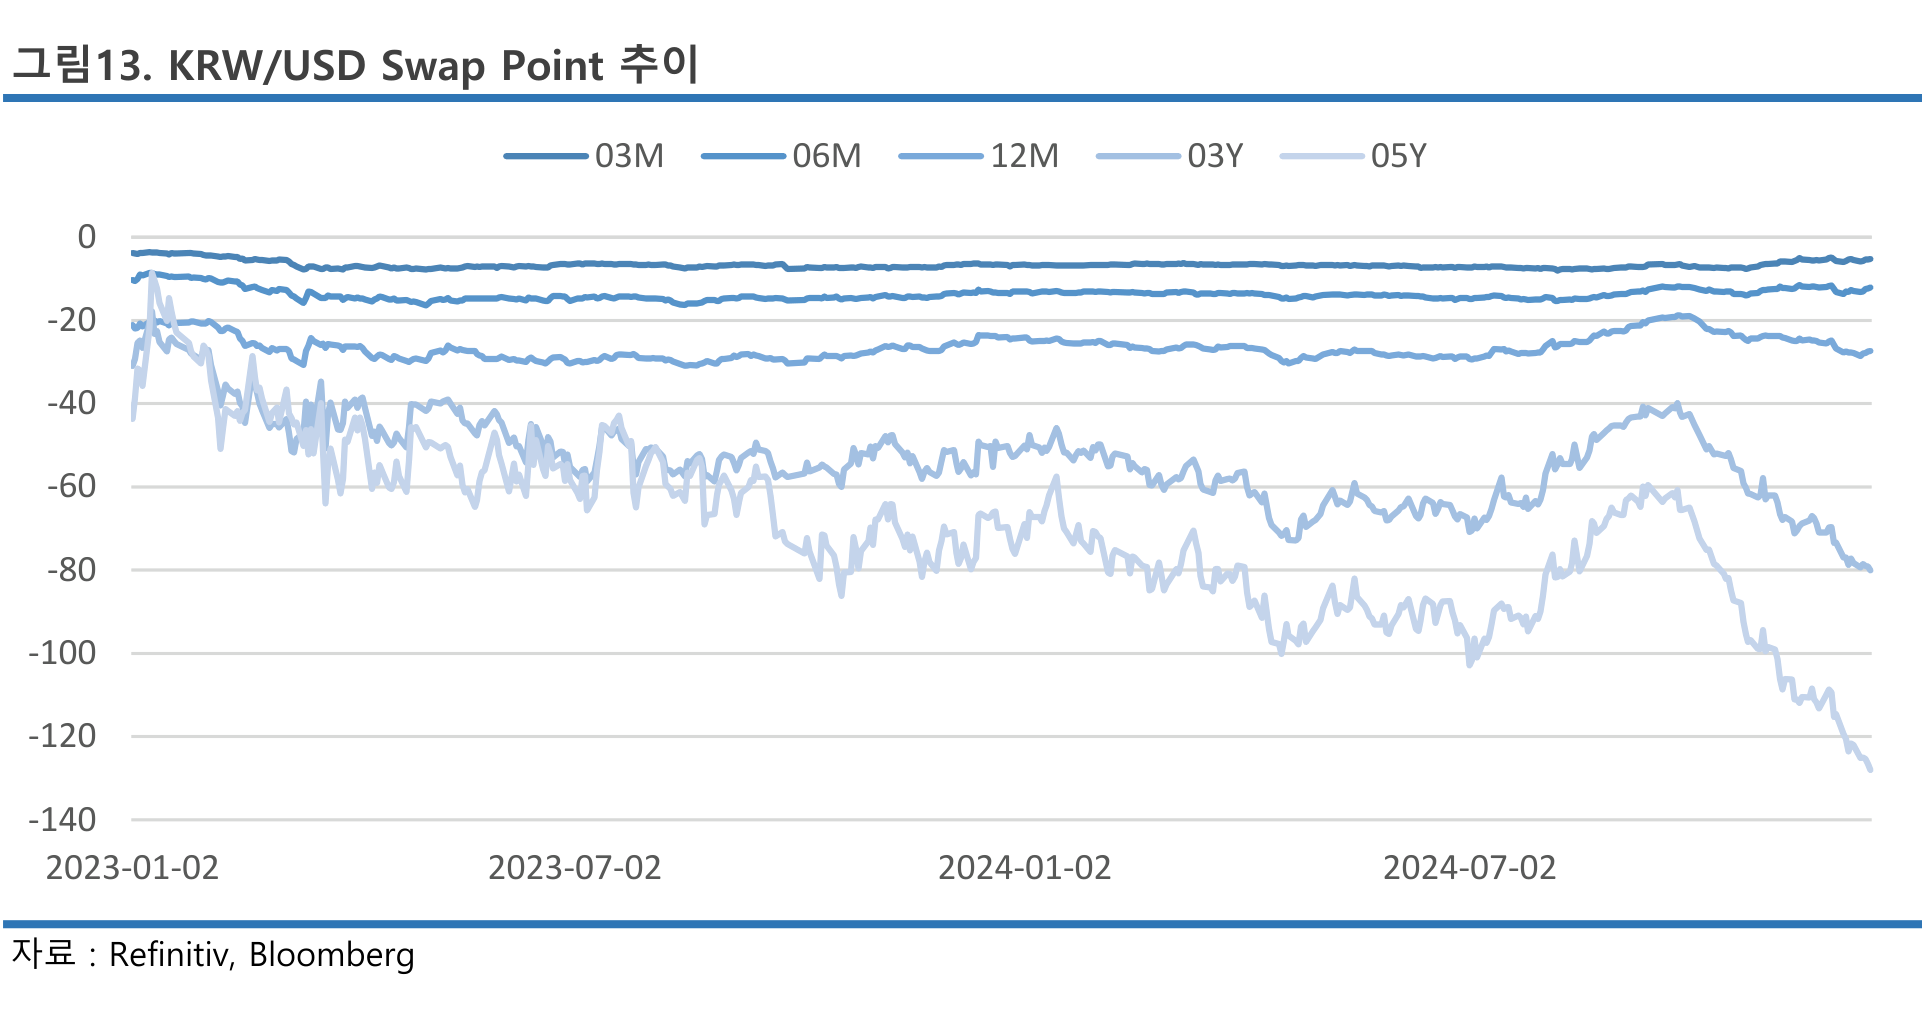 그림13. KRW/USD Swap Point 추이
03M 06M 12M 03Y 05Y
0
-20
-40
-60
-80
-100
-120
-140
2023-01-02 2023-07-02 2024-01-02 2024-07-02
자료 : Refinitiv, Bloomberg